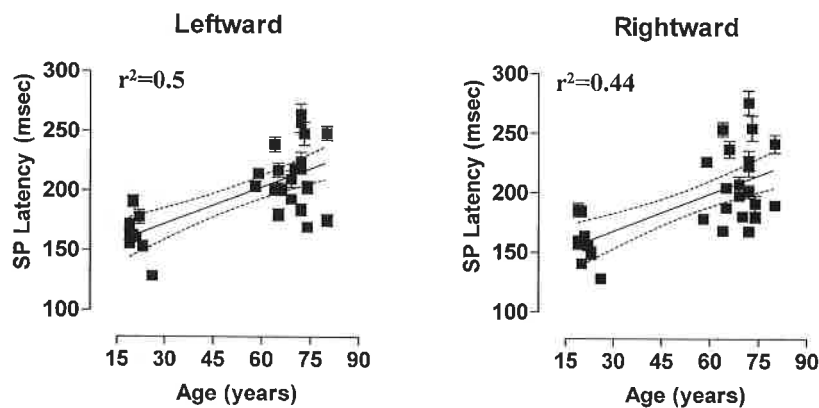 Leftward
r²=0.5
SP Latency (msec)
300
250
200
150
100
15 30 45 60 75 90
Age (years)
Rightward
r²=0.44
SP Latency (msec)
300
250
200
150
100
15 30 45 60 75 90
Age (years)